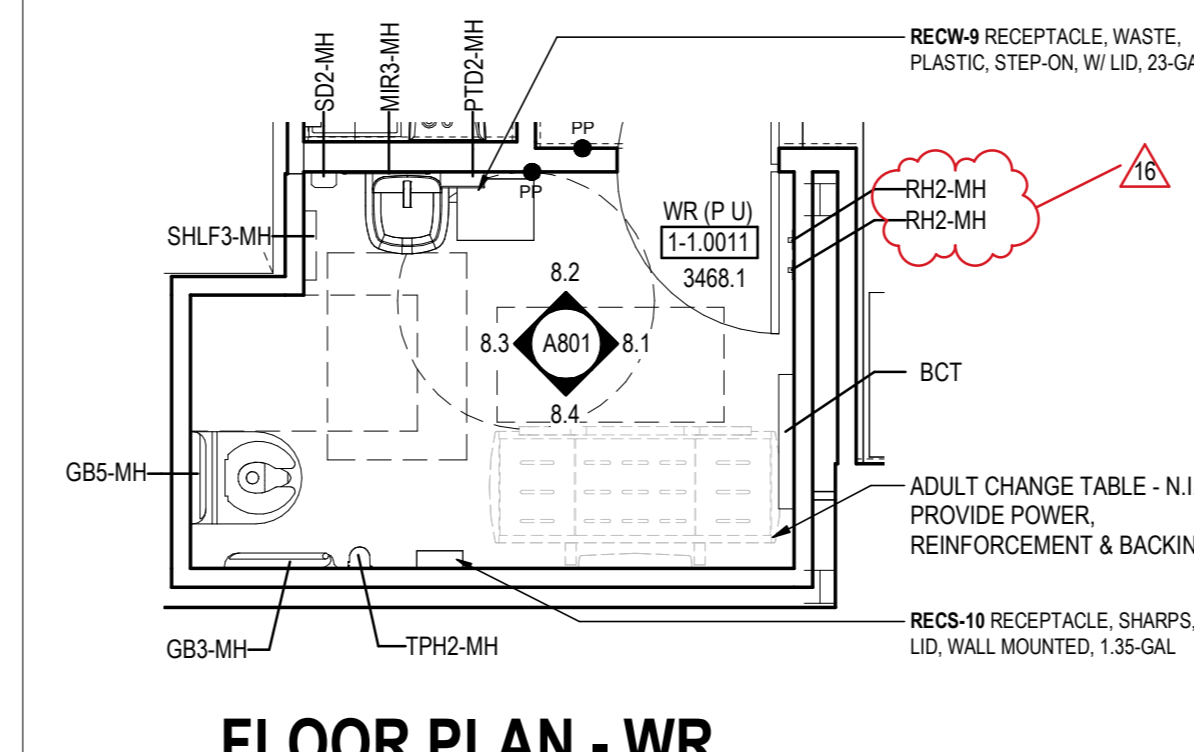 SD2-MH
MIR3-MH
PTD2-MH
RECW-9 RECEPTACLE, WASTE,
PLASTIC, STEP-ON, W/ LID, 23-GA
PP
PP
RH2-MH
RH2-MH
16
WR (P U)
1-1.0011
3468.1
SHLF3-MH
8.2
8.3
A801
8.1
8.4
BCT
GB5-MH
ADULT CHANGE TABLE - N.I
PROVIDE POWER,
REINFORCEMENT & BACKIN
RECS-10 RECEPTACLE, SHARPS,
LID, WALL MOUNTED, 1.35-GAL
GB3-MH
TPH2-MH
FLOOR PLAN - WR